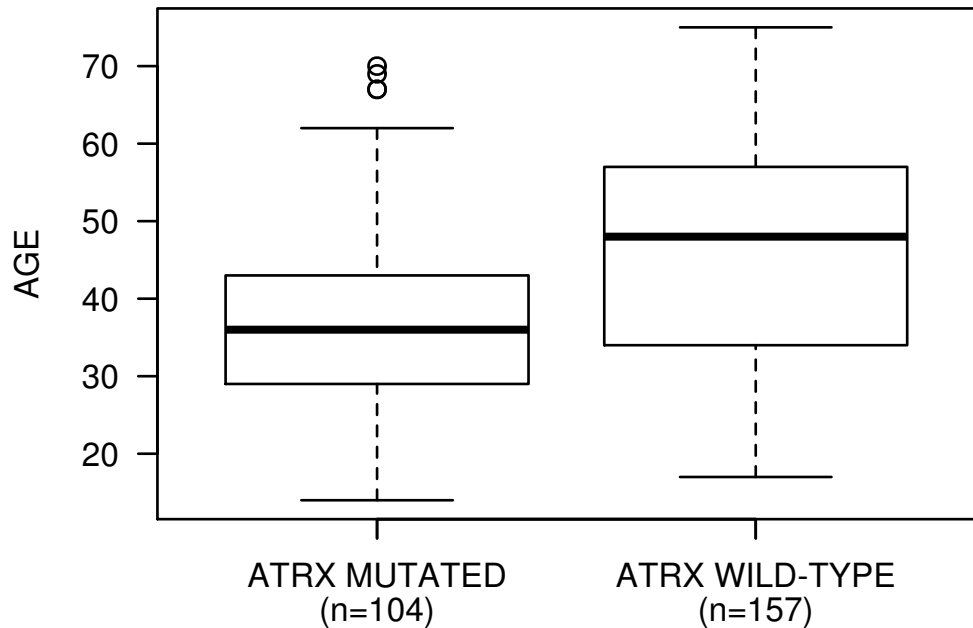 70
60
50
40
30
20
AGE
ATRX MUTATED
(n=104)
ATRX WILD-TYPE
(n=157)